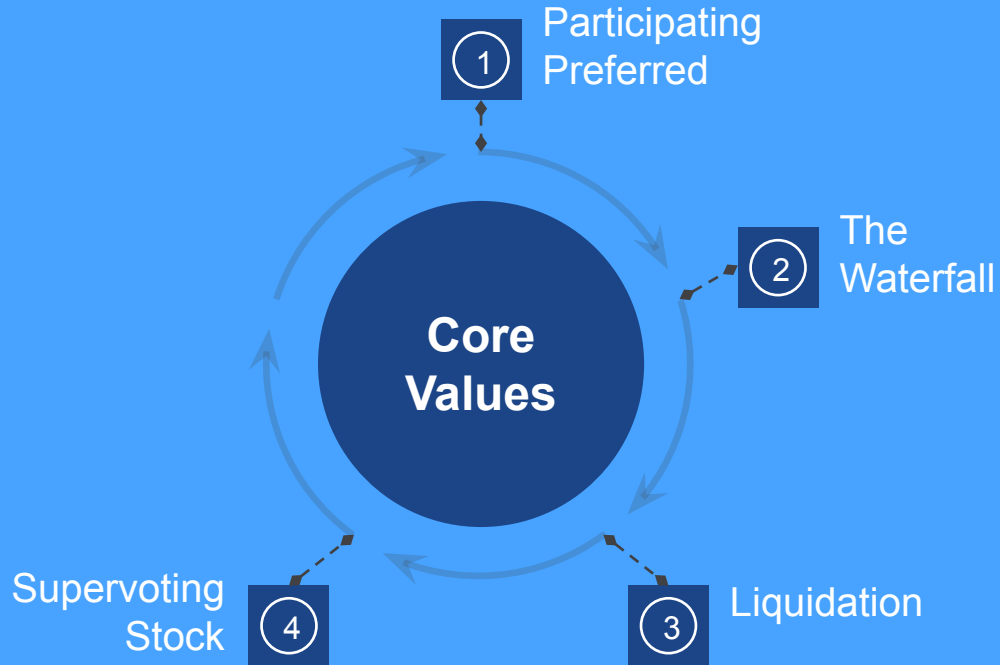 1
Participating
Preferred
2
The
Waterfall
Core
Values
3
Liquidation
4
Supervoting
Stock